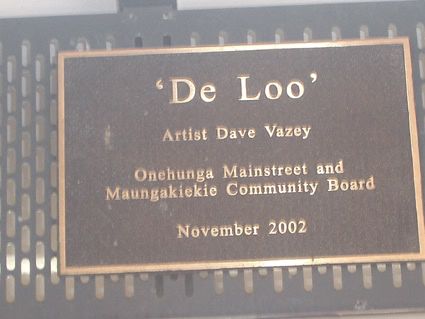 ‘De Loo’
Artist Dave Vazey
Onehunga Mainstreet and
Maungakiekie Community Board
November 2002